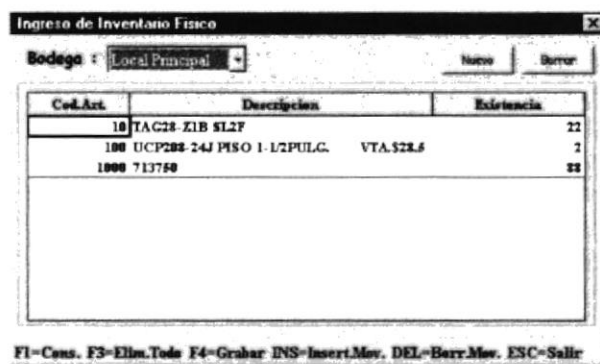 Ingreso de Inventario Fisico
Bodega : Local Principal
Nuevo Borrar
Cod.Art. Descripcion Existencia
10 TAG28-Z1B SL2F 22
100 UCP208-24J PISO 1-1/2PULG. VTA.$28.5 2
1000 713750 88
F1=Cons. F3=Elim.Todo F4=Grabar INS=Insert.Mov. DEL=Borr.Mov. ESC=Salir